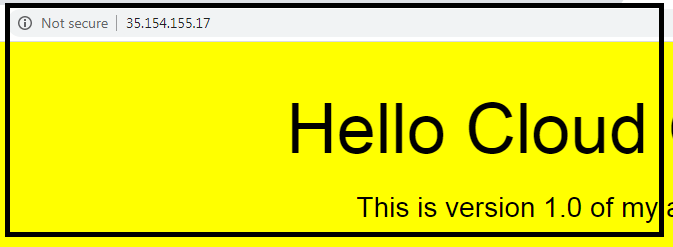 Not secure | 35.154.155.17
Hello Cloud
This is version 1.0 of my